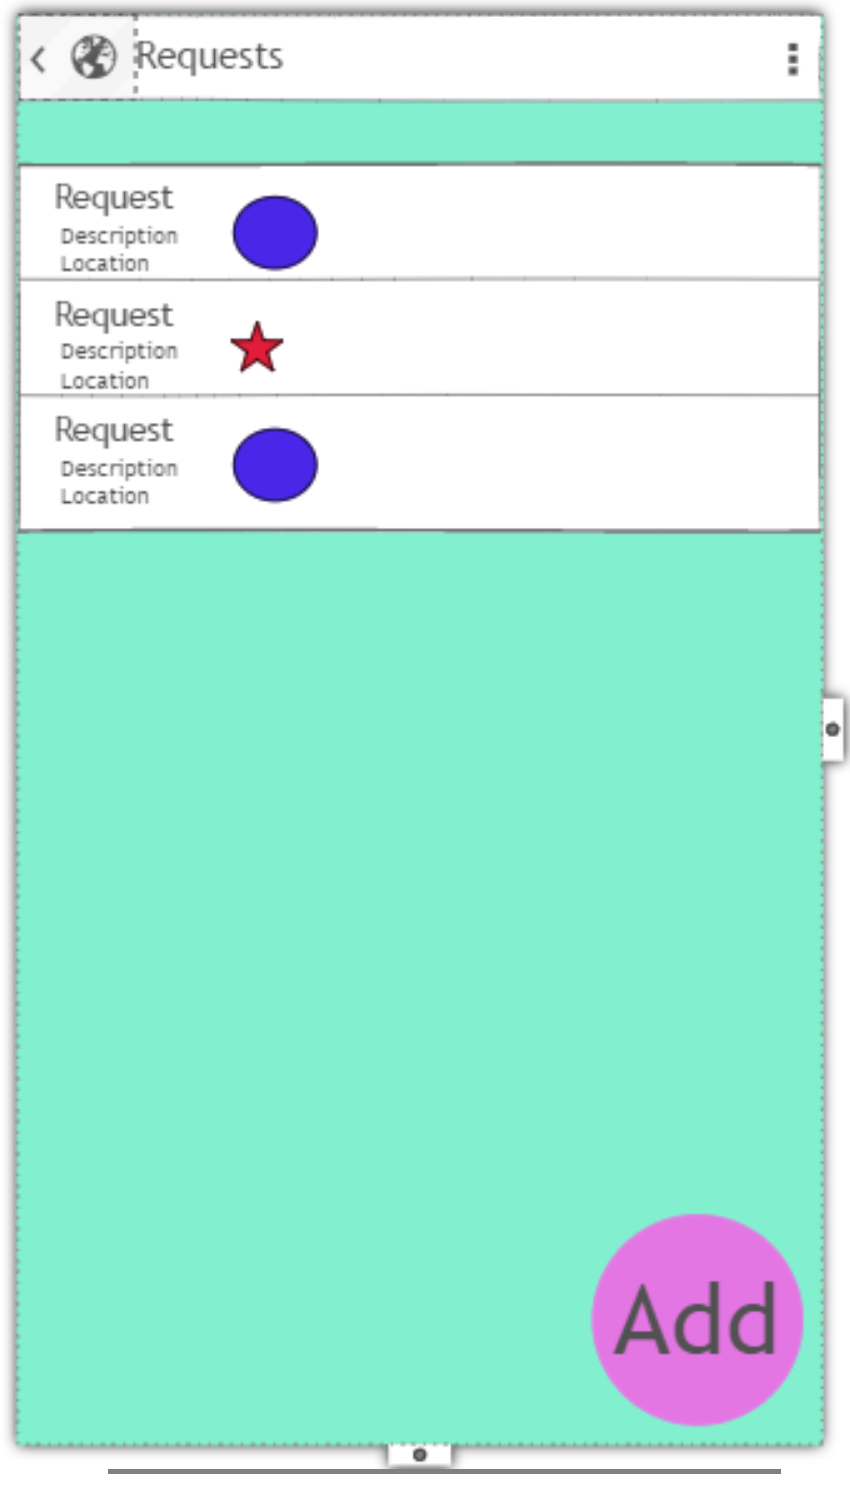 Requests
Request
Description
Location
Request
Description
Location
Request
Description
Location
Add